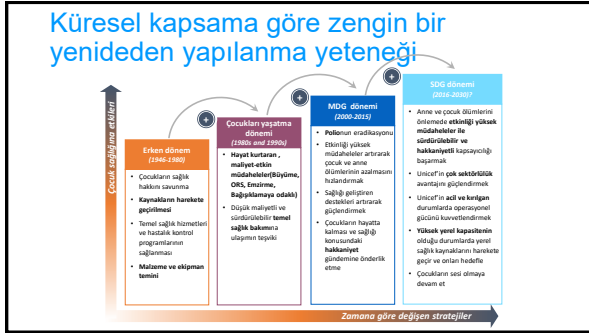 Küresel kapsama göre zengin bir
yenideden yapılanma yeteneği
Çocuk sağlığına etkileri
Erken dönem
(1946-1980)
• Çocukların sağlık
hakkını savunma
• Kaynakların harekete
geçirilmesi
• Temel sağlık hizmetleri
ve hastalık kontrol
programlarının
sağlanması
• Malzeme ve ekipman
temini
+
Çocukları yaşatma
dönemi
(1980s and 1990s)
• Hayat kurtaran ,
maliyet-etkin
müdaheleler(Büyüme,
ORS, Emzirme,
Bağışıklamaya odaklı)
• Düşük maliyetli ve
sürdürülebilir temel
sağlık bakımına
ulaşımın teşviki
+
MDG dönemi
(2000-2015)
• Polionun eradikasyonu
• Etkinliği yüksek
müdaheleler artırarak
çocuk ve anne
ölümlerinin azalmasını
hızlandırmak
• Sağlığı geliştiren
destekleri artırarak
güçlendirmek
• Çocukların hayatta
kalması ve sağlığı
konusundaki
hakkaniyet
gündemine önderlik
etme
+
SDG dönemi
(2016-2030)?
• Anne ve çocuk ölümlerini
önlemede etkinliği yüksek
müdaheleler ile
sürdürülebilir ve
hakkaniyetli kapsayıcılığı
başarmak
• Unicef'in çok sektörlülük
avantajını güçlendirmek
• Unicef'in acil ve kırılgan
durumlarda operasyonel
gücünü kuvvetlendirmek
• Yüksek yerel kapasitenin
olduğu durumlarda yerel
sağlık kaynaklarını harekete
geçir ve onları hedefle
• Çocukların sesi olmaya
devam et
Zamana göre değişen stratejiler